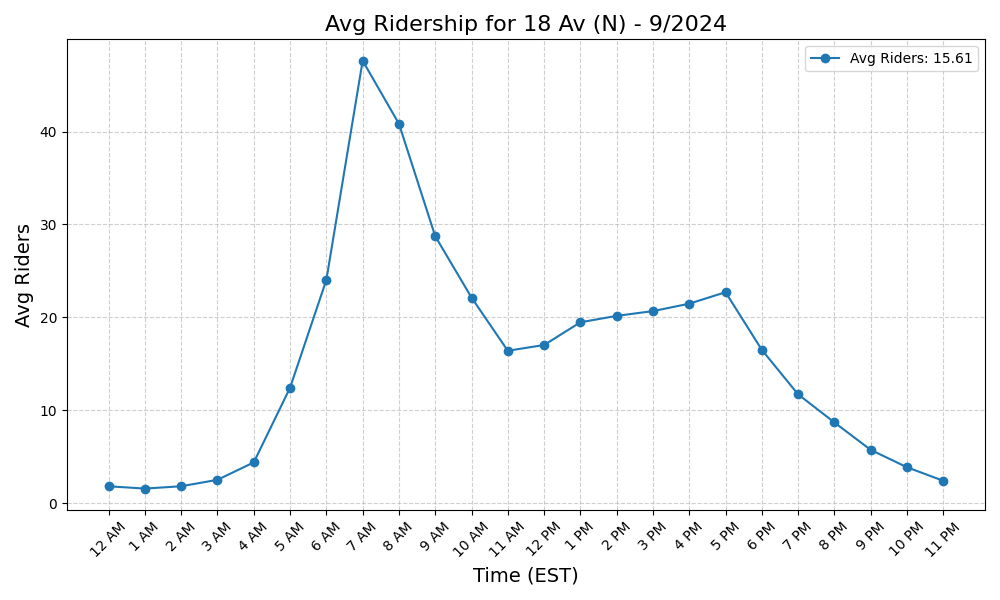 Avg Ridership for 18 Av (N) - 9/2024
Avg Riders: 15.61
Avg Riders
40
30
20
10
0
12 AM
1 AM
2 AM
3 AM
4 AM
5 AM
6 AM
7 AM
8 AM
9 AM
10 AM
11 AM
12 PM
1 PM
2 PM
3 PM
4 PM
5 PM
6 PM
7 PM
8 PM
9 PM
10 PM
11 PM
Time (EST)